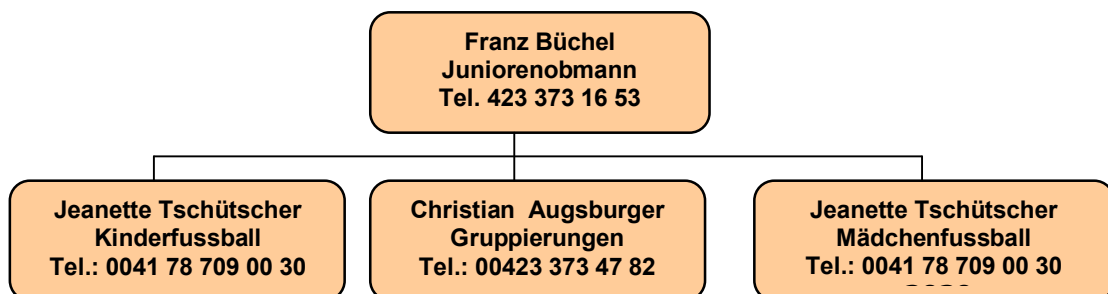 Franz Büchel
Juniorenobmann
Tel. 423 373 16 53
Jeanette Tschütscher
Kinderfussball
Tel.: 0041 78 709 00 30
Christian Augsburger
Gruppierungen
Tel.: 00423 373 47 82
Jeanette Tschütscher
Mädchenfussball
Tel.: 0041 78 709 00 30